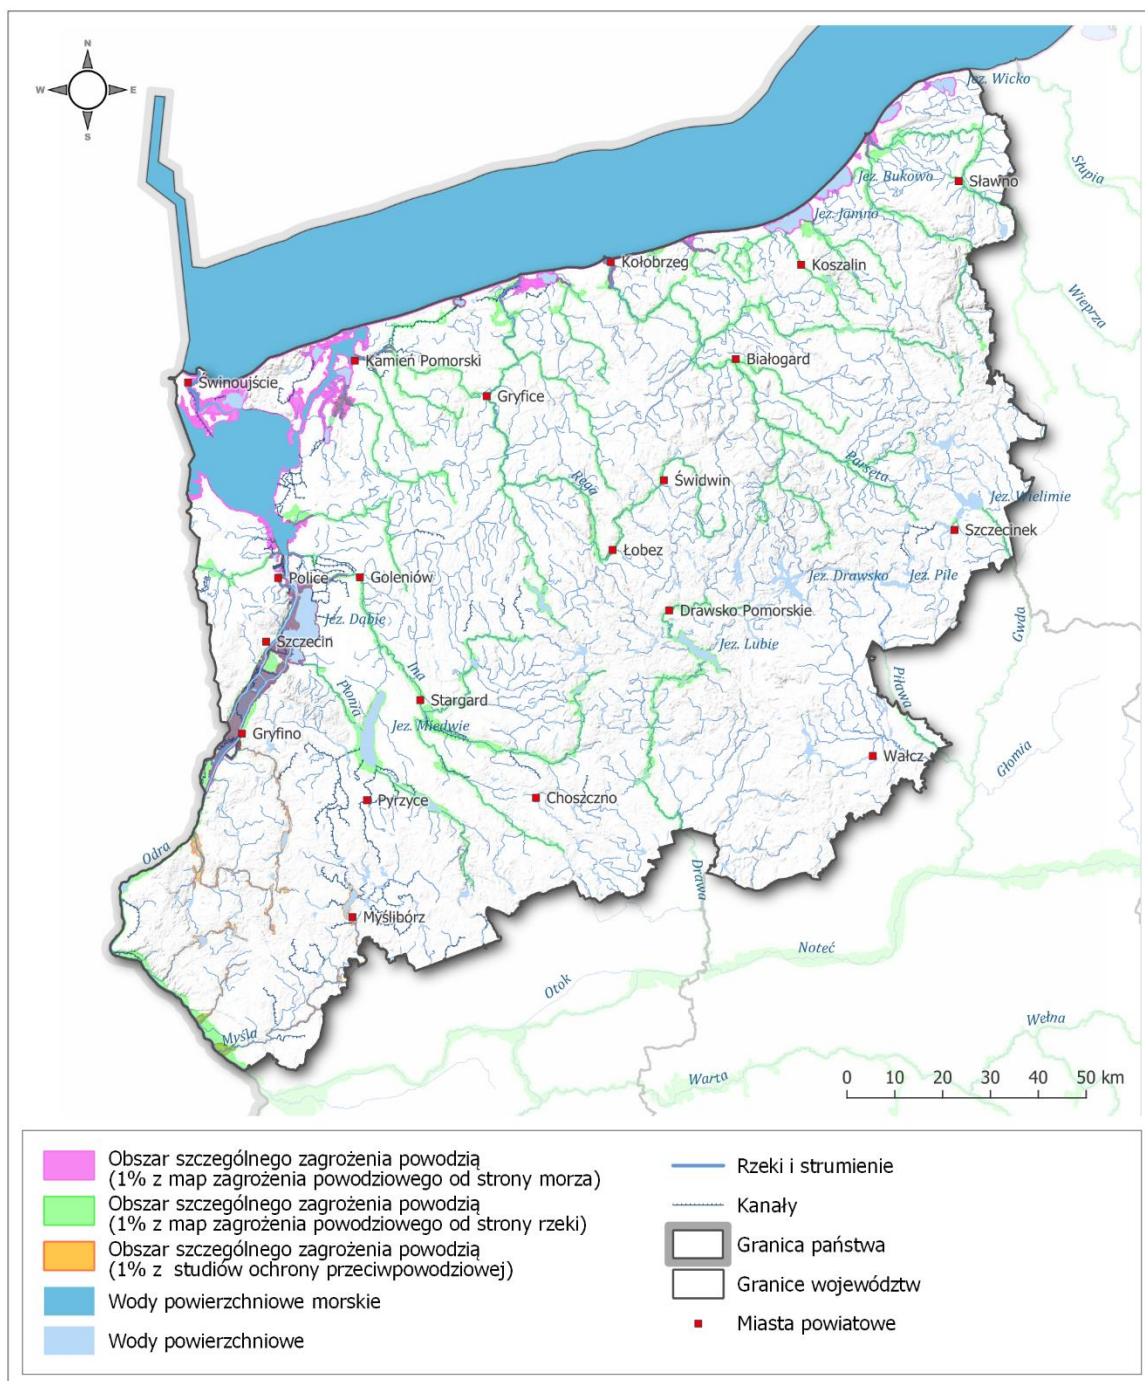 N
W
E
S
Jez. Wicko
Słupia
Jez. Bukowo
Sławno
Jez. Jamno
Kołobrzeg
Koszalin
Wieprza
Kamień Pomorski
Białogard
Świnoujście
Gryfice
Parsęta
Rega
Świdwin
Jez. Wielimie
Szczecinek
Łobez
Police
Goleniów
Jez. Drawsko
Jez. Pile
Jez. Dąbie
Drawsko Pomorskie
Szczecin
Jez. Lubie
Gwda
Ina
Płonia
Stargard
Piława
Jez. Miedwie
Gryfino
Wałcz
Głomia
Pyrzyce
Choszczno
Odra
Drawa
Myślibórz
Noteć
Otok
Myśla
Wełna
Warta
0 10 20 30 40 50 km
Obszar szczególnego zagrożenia powodzią
(1% z map zagrożenia powodziowego od strony morza)
Obszar szczególnego zagrożenia powodzią
(1% z map zagrożenia powodziowego od strony rzeki)
Obszar szczególnego zagrożenia powodzią
(1% z studiów ochrony przeciwpowodziowej)
Wody powierzchniowe morskie
Wody powierzchniowe
Rzeki i strumienie
Kanały
Granica państwa
Granice województw
Miasta powiatowe